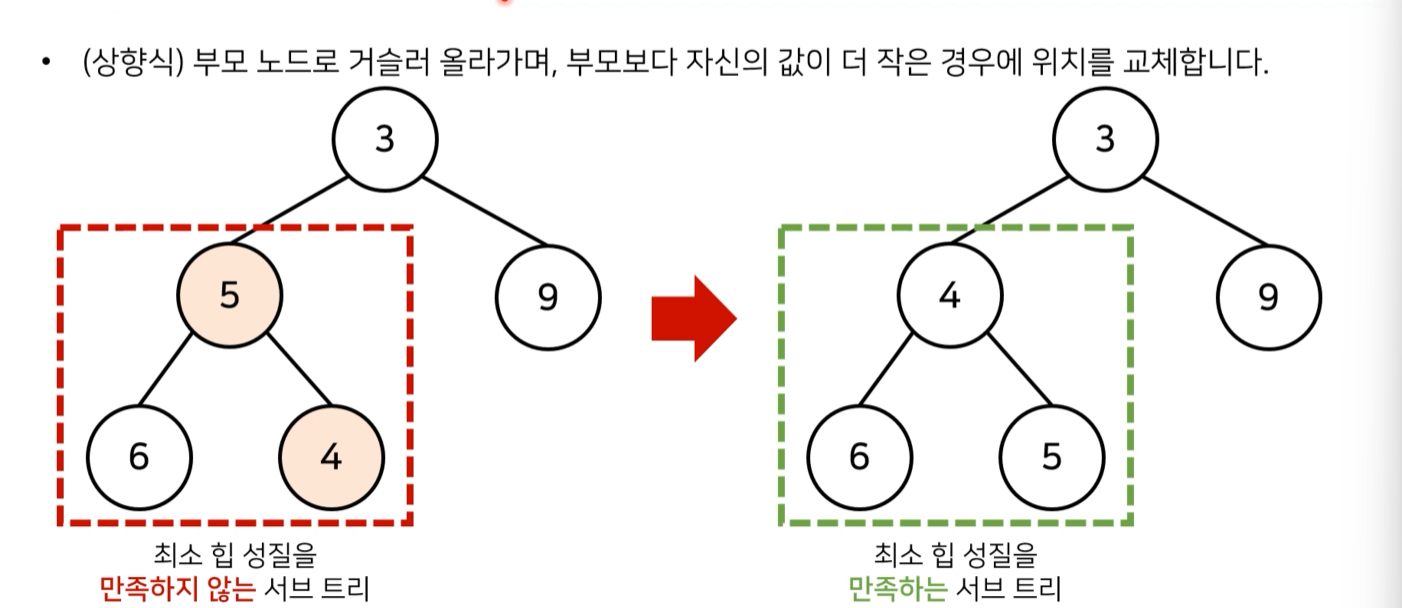 • (상향식) 부모 노드로 거슬러 올라가며, 부모보다 자신의 값이 더 작은 경우에 위치를 교체합니다.
3
3
5
9
4
9
6
4
6
5
최소 힙 성질을
만족하지 않는 서브 트리
최소 힙 성질을
만족하는 서브 트리